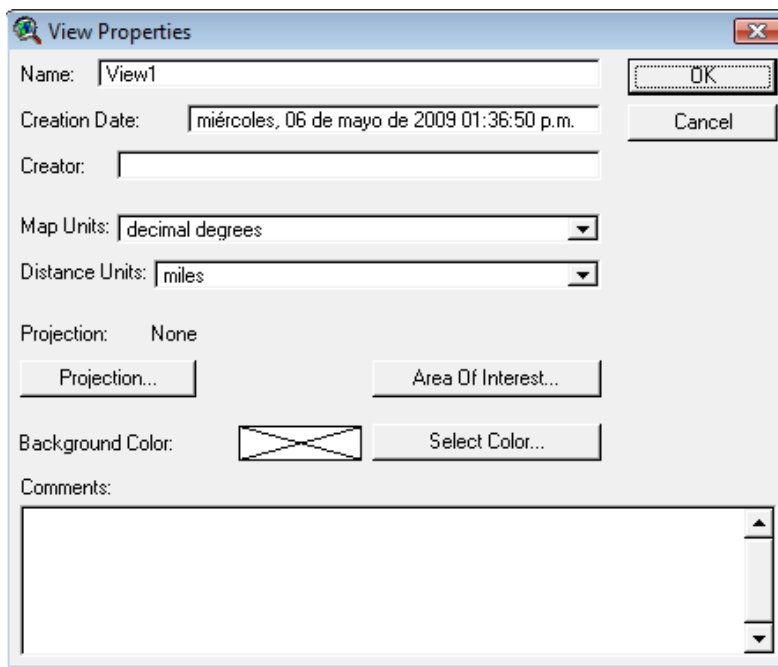 View Properties
Name: View1
OK
Creation Date: miércoles, 06 de mayo de 2009 01:36:50 p.m.
Cancel
Creator:
Map Units: decimal degrees
Distance Units: miles
Projection: None
Projection...
Area Of Interest...
Background Color:
Select Color...
Comments: